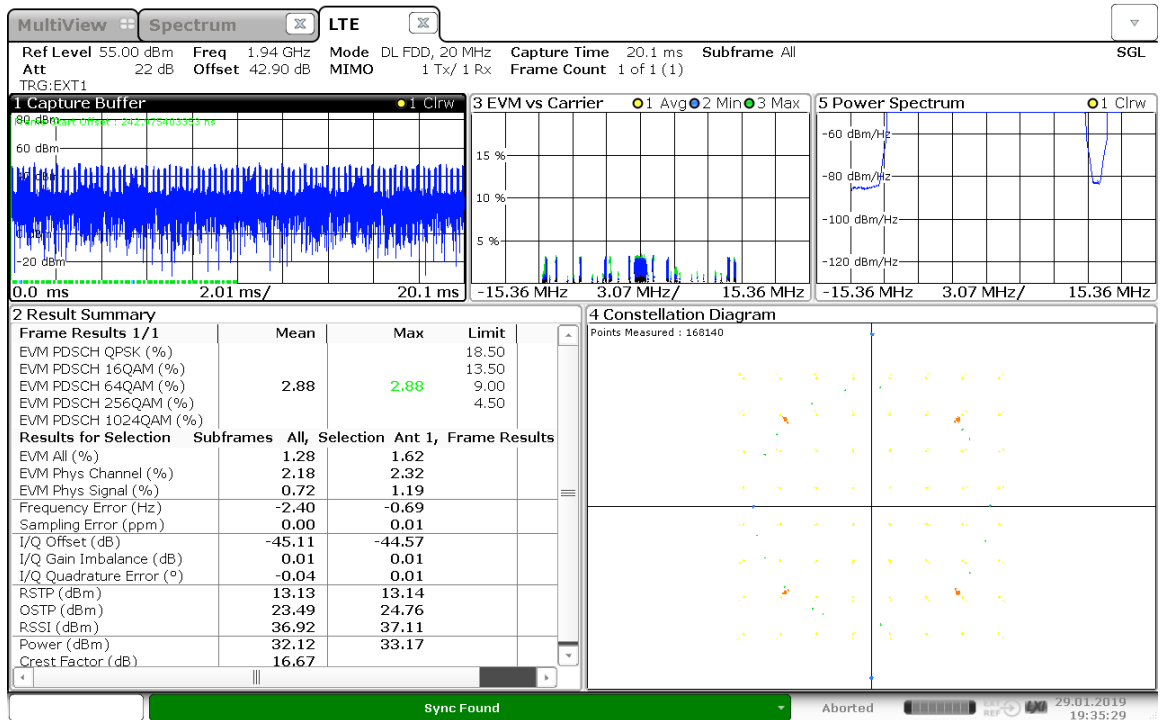 MultiView Spectrum LTE
Ref Level 55.00 dBm Freq 1.94 GHz Mode DL FDD, 20 MHz Capture Time 20.1 ms Subframe All SGL
Att 22 dB Offset 42.90 dB MIMO 1 Tx/ 1 Rx Frame Count 1 of 1 (1)
TRG:EXT1
1 Capture Buffer 1 Clrw
80 dBm
Frame Start Offset : 242.975403353 ns
60 dBm
-20 dBm
0.0 ms 2.01 ms/ 20.1 ms
3 EVM vs Carrier 1 Avg 2 Min 3 Max
15 %
10 %
5 %
-15.36 MHz 3.07 MHz/ 15.36 MHz
5 Power Spectrum 1 Clrw
-60 dBm/Hz
-80 dBm/Hz
-100 dBm/Hz
-120 dBm/Hz
-15.36 MHz 3.07 MHz/ 15.36 MHz
2 Result Summary
Frame Results 1/1 Mean Max Limit
EVM PDSCH QPSK (%) 18.50
EVM PDSCH 16QAM (%) 13.50
EVM PDSCH 64QAM (%) 2.88 2.88 9.00
EVM PDSCH 256QAM (%) 4.50
EVM PDSCH 1024QAM (%)
Results for Selection Subframes All, Selection Ant 1, Frame Results
EVM All (%) 1.28 1.62
EVM Phys Channel (%) 2.18 2.32
EVM Phys Signal (%) 0.72 1.19
Frequency Error (Hz) -2.40 -0.69
Sampling Error (ppm) 0.00 0.01
I/Q Offset (dB) -45.11 -44.57
I/Q Gain Imbalance (dB) 0.01 0.01
I/Q Quadrature Error (°) -0.04 0.01
RSTP (dBm) 13.13 13.14
OSTP (dBm) 23.49 24.76
RSSI (dBm) 36.92 37.11
Power (dBm) 32.12 33.17
Crest Factor (dB) 16.67
4 Constellation Diagram
Points Measured : 168140
Sync Found
Aborted
EXT
REF
LXI
29.01.2019
19:35:29